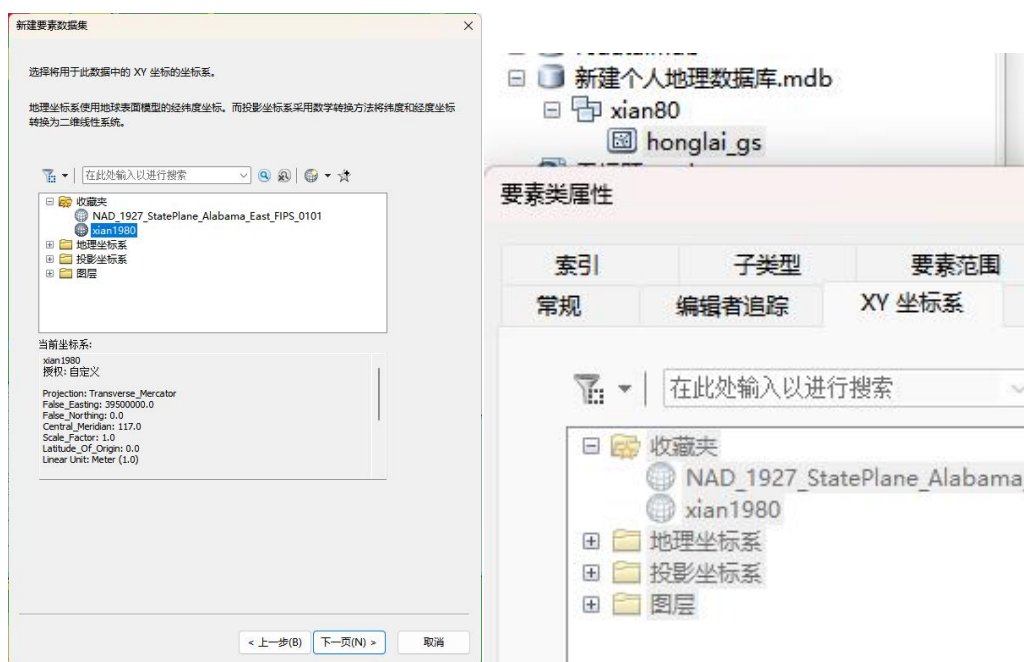 新建要素数据集
选择将用于此数据中的 XY 坐标的坐标系。
地理坐标系使用地球表面模型的经纬度坐标。而投影坐标系采用数学转换方法将纬度和经度坐标
转换为二维线性系统。
在此处输入以进行搜索
收藏夹
NAD_1927_StatePlane_Alabama_East_FIPS_0101
xian1980
地理坐标系
投影坐标系
图层
当前坐标系:
xian1980
授权: 自定义
Projection: Transverse_Mercator
False_Easting: 39500000.0
False_Northing: 0.0
Central_Meridian: 117.0
Scale_Factor: 1.0
Latitude_Of_Origin: 0.0
Linear Unit: Meter (1.0)
< 上一步(B)
下一页(N) >
取消
新建个人地理数据库.mdb
xian80
honglai_gs
要素类属性
索引
子类型
要素范围
常规
编辑者追踪
XY 坐标系
在此处输入以进行搜索
收藏夹
NAD_1927_StatePlane_Alabama_
xian1980
地理坐标系
投影坐标系
图层